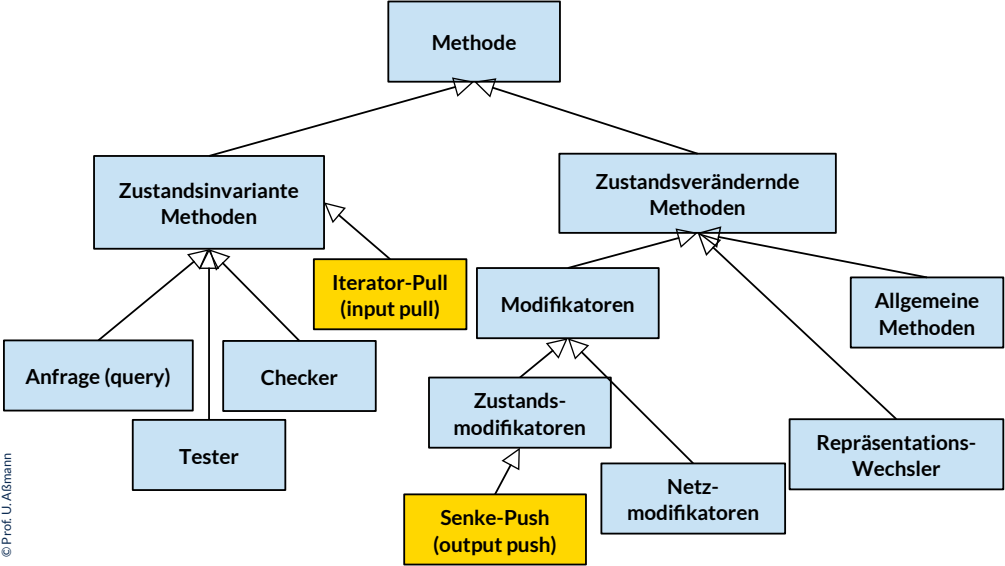 Methode
Zustandsinvariante
Methoden
Zustandsverändernde
Methoden
Iterator-Pull
(input pull)
Modifikatoren
Allgemeine
Methoden
Anfrage (query)
Checker
Tester
Zustands-
modifikatoren
Repräsentations-
Wechsler
Netz-
modifikatoren
Senke-Push
(output push)
© Prof. U. Aßmann